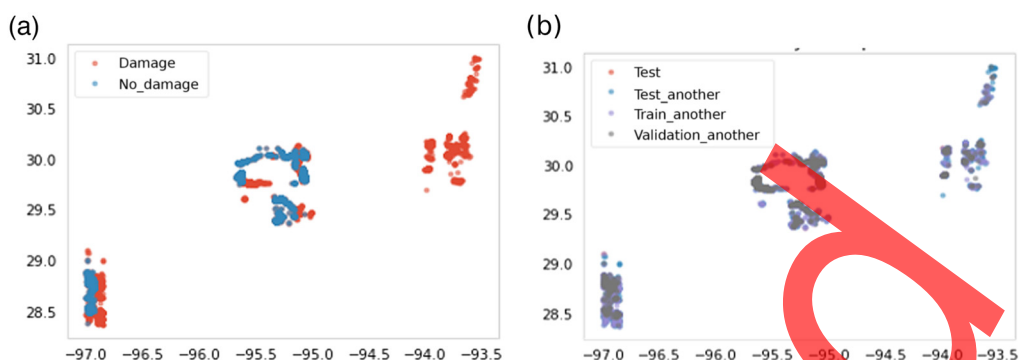 (a)
(b)
Damage
No_damage
31.0
30.5
30.0
29.5
29.0
28.5
−97.0 −96.5 −96.0 −95.5 −95.0 −94.5 −94.0 −93.5
Test
Test_another
Train_another
Validation_another
31.0
30.5
30.0
29.5
29.0
28.5
−97.0 −96.5 −96.0 −95.5 −95.0 −94.5 −94.0 −93.5